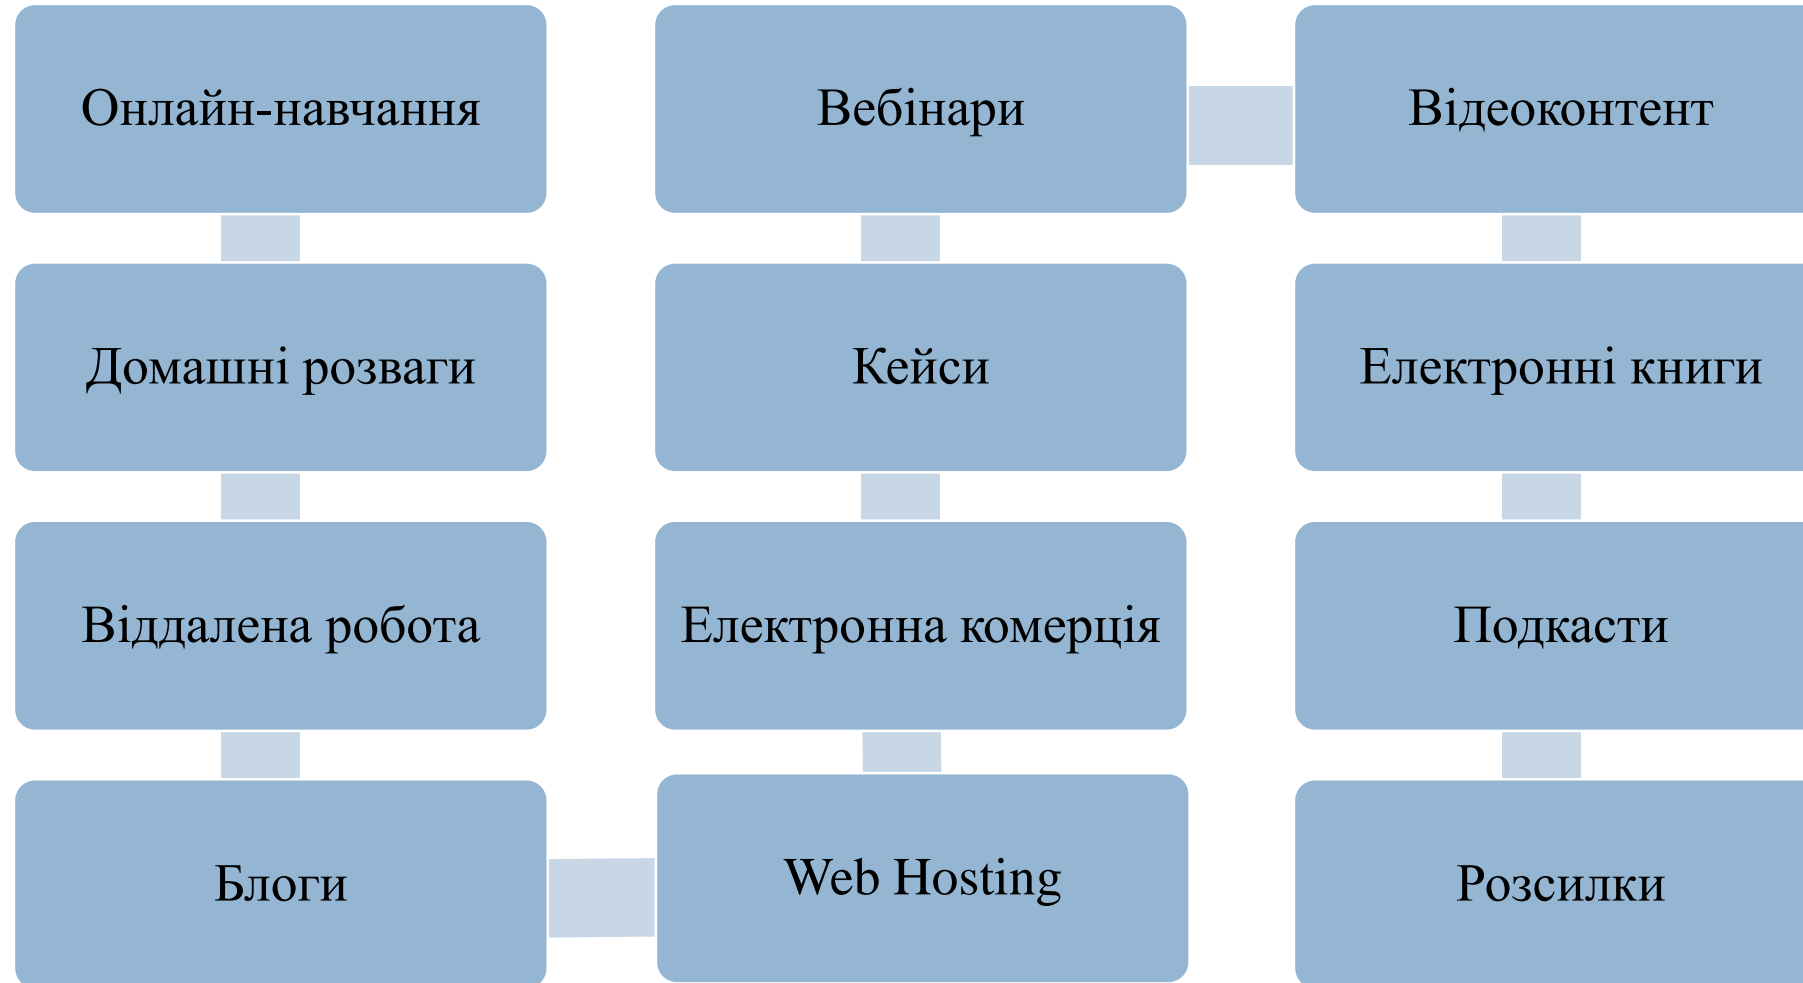 Онлайн-навчання
Домашні розваги
Віддалена робота
Блоги
Web Hosting
Електронна комерція
Кейси
Вебінари
Відеоконтент
Електронні книги
Подкасти
Розсилки